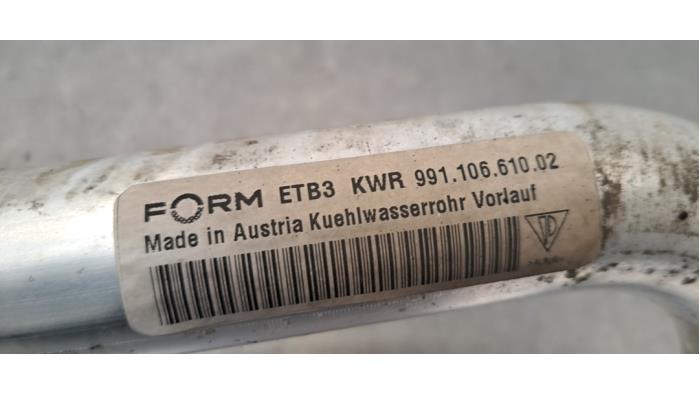 FORM ETB3 KWR 991.106.610.02
Made in Austria Kuehlwasserrohr Vorlauf